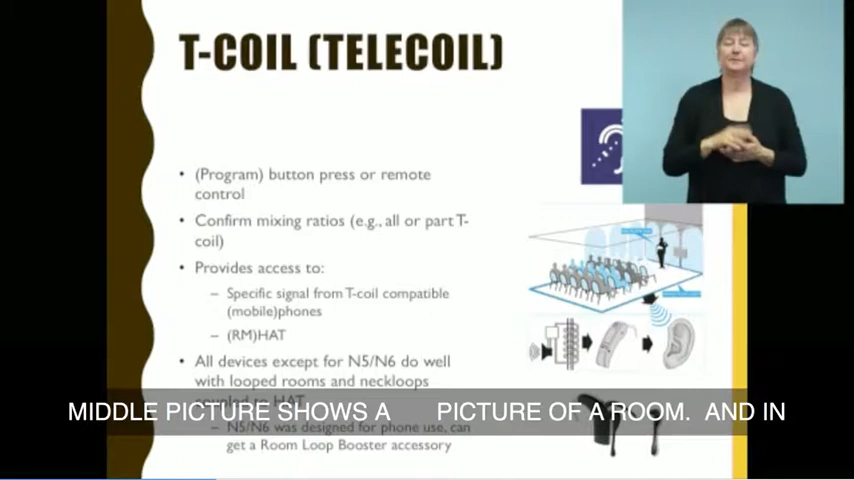 T-COIL (TELECOIL)
• (Program) button press or remote
control
• Confirm mixing ratios (e.g., all or part T-
coil)
• Provides access to:
– Specific signal from T-coil compatible
(mobile)phones
– (RM)HAT
• All devices except for N5/N6 do well
with looped rooms and neckloops
coupled to HAT
– N5/N6 was designed for phone use, can
get a Room Loop Booster accessory
MIDDLE PICTURE SHOWS A PICTURE OF A ROOM. AND IN